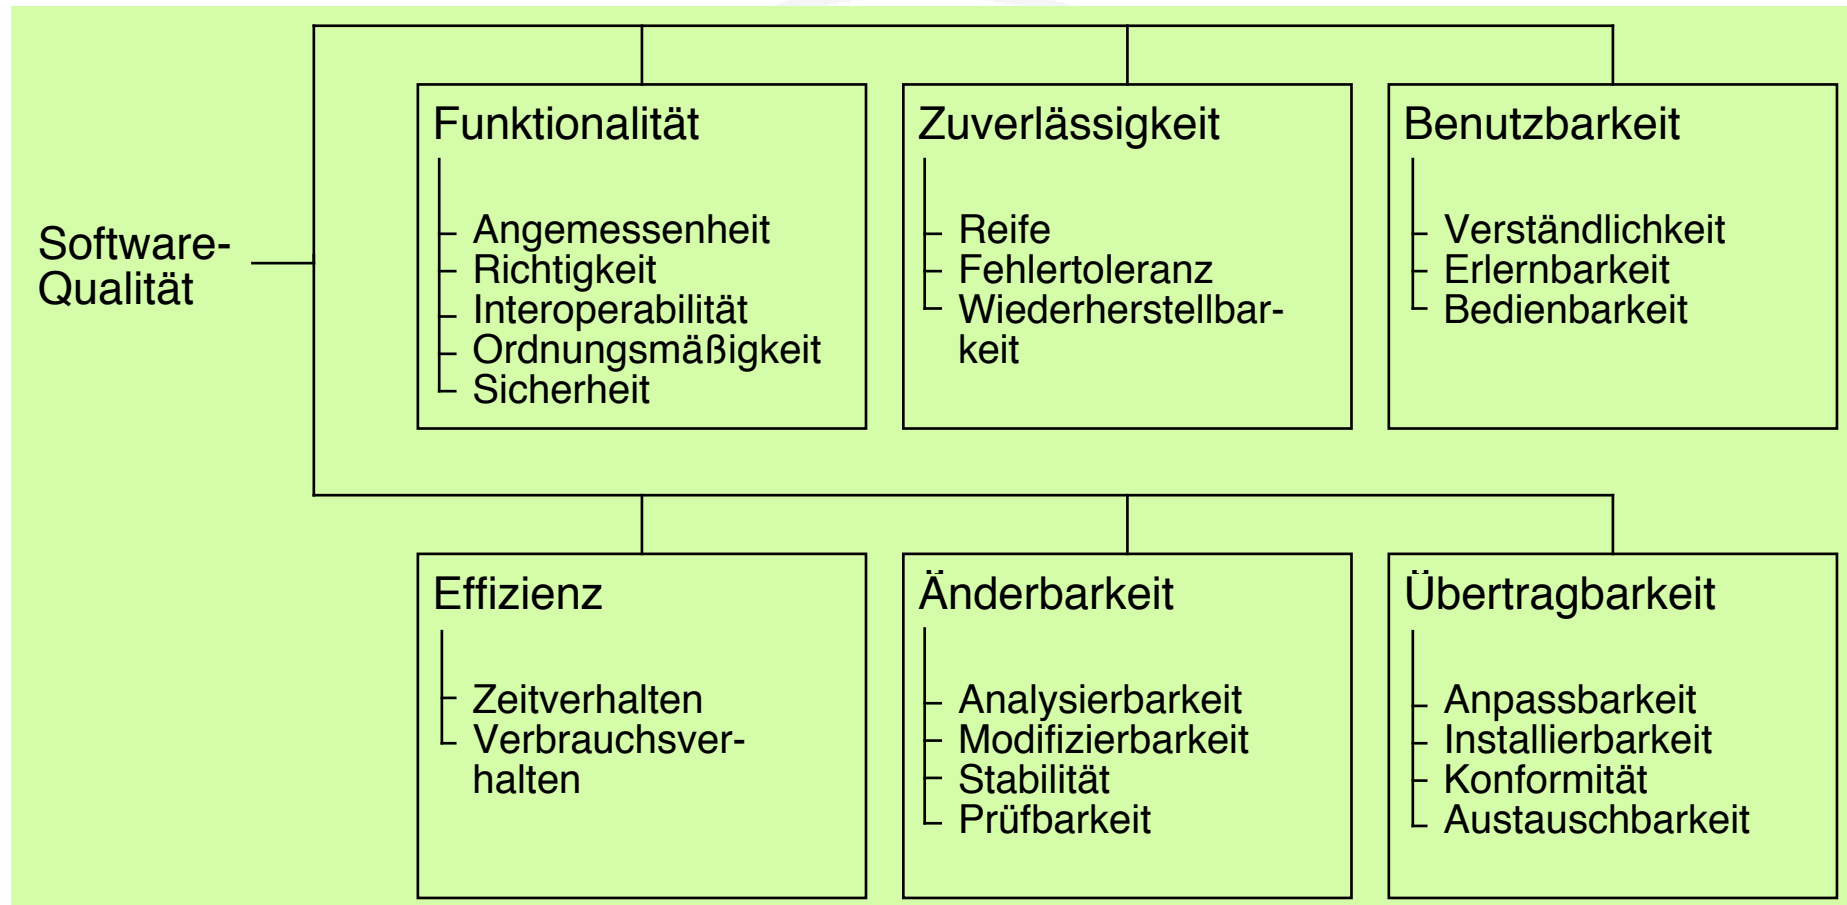 Software-
Qualität
Funktionalität
Angemessenheit
Richtigkeit
Interoperabilität
Ordnungsmäßigkeit
Sicherheit
Zuverlässigkeit
Reife
Fehlertoleranz
Wiederherstellbar-
keit
Benutzbarkeit
Verständlichkeit
Erlernbarkeit
Bedienbarkeit
Effizienz
Zeitverhalten
Verbrauchsver-
halten
Änderbarkeit
Analysierbarkeit
Modifizierbarkeit
Stabilität
Prüfbarkeit
Übertragbarkeit
Anpassbarkeit
Installierbarkeit
Konformität
Austauschbarkeit